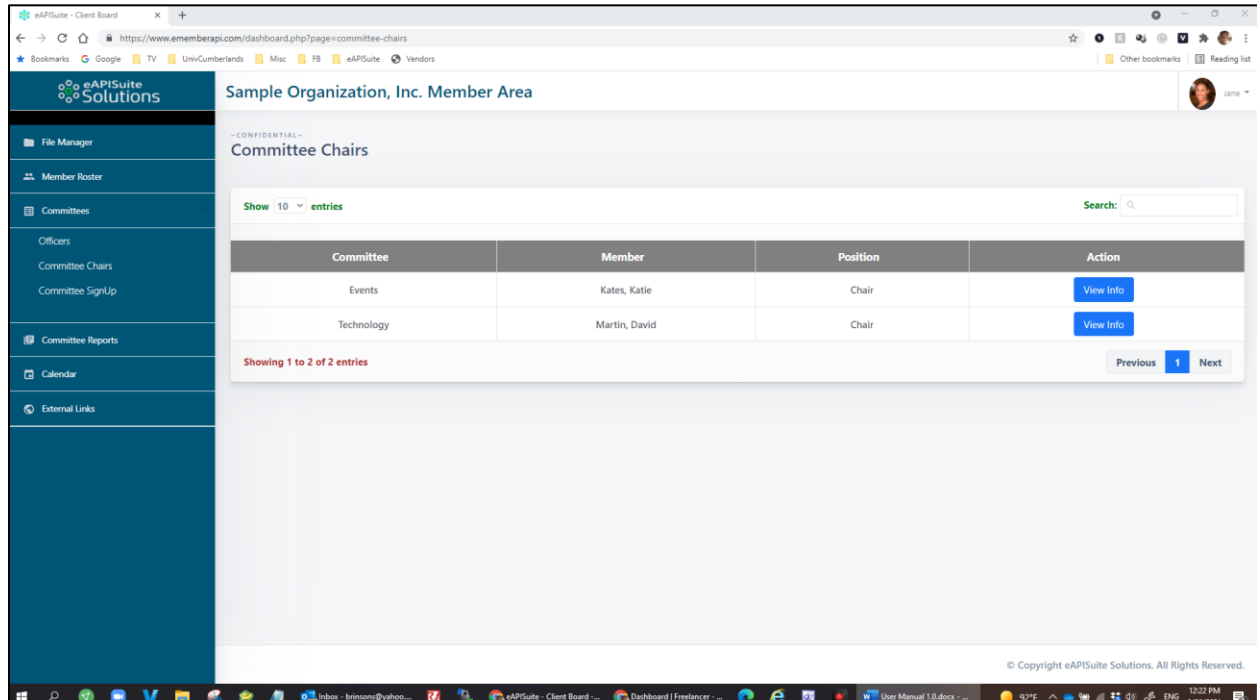 eAPISuite - Client Board
https://www.ememberapi.com/dashboard.php?page=committee-chairs
Bookmarks Google TV UnivCumberlands Misc FB eAPISuite Vendors Other bookmarks Reading list
eAPISuite
Solutions
Sample Organization, Inc. Member Area
Jane
File Manager
Member Roster
Committees
Officers
Committee Chairs
Committee SignUp
Committee Reports
Calendar
External Links
~CONFIDENTIAL~
Committee Chairs
Show 10 entries
Search:
Committee Member Position Action
Events Kates, Katie Chair View Info
Technology Martin, David Chair View Info
Showing 1 to 2 of 2 entries
Previous 1 Next
© Copyright eAPISuite Solutions. All Rights Reserved.
Inbox - brinsons@yahoo... eAPISuite - Client Board -... Dashboard | Freelancer - ... User Manual 1.0.docx - ... 92°F ENG 12:22 PM